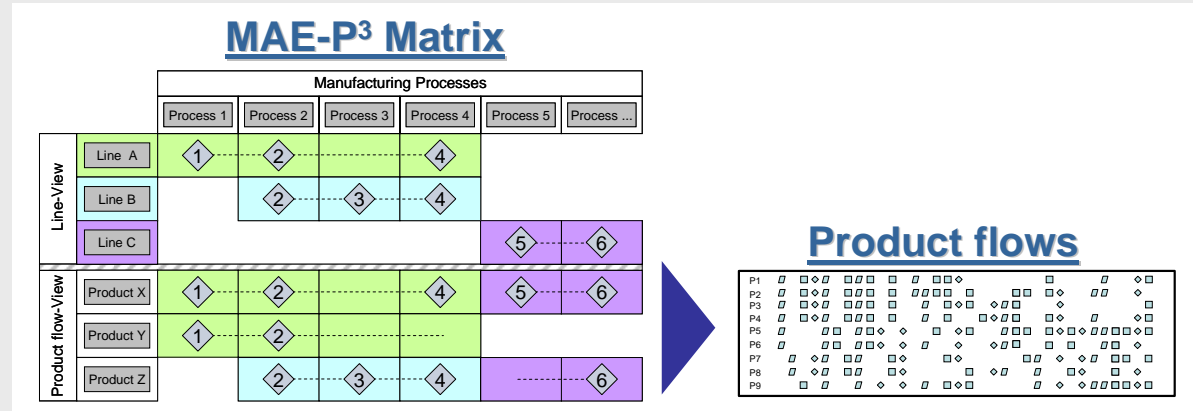 MAE-P³ Matrix
Manufacturing Processes
Process 1 Process 2 Process 3 Process 4 Process 5 Process ...
Line-View
Line A 1 2 4
Line B 2 3 4
Line C 5 6
Product flow-View
Product X 1 2 4 5 6
Product Y 1 2
Product Z 2 3 4 6
Product flows
P1
P2
P3
P4
P5
P6
P7
P8
P9